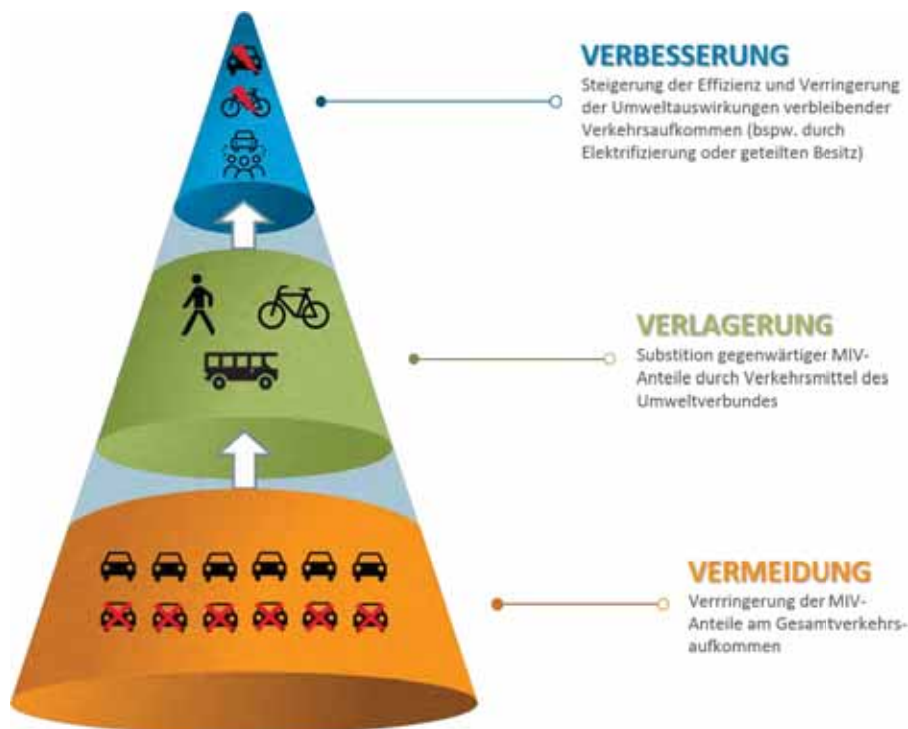 VERBESSERUNG
Steigerung der Effizienz und Verringerung
der Umweltauswirkungen verbleibender
Verkehrsaufkommen (bspw. durch
Elektrifizierung oder geteilten Besitz)
VERLAGERUNG
Substition gegenwärtiger MIV-
Anteile durch Verkehrsmittel des
Umweltverbundes
VERMEIDUNG
Verrringerung der MIV-
Anteile am Gesamtverkehrs-
aufkommen